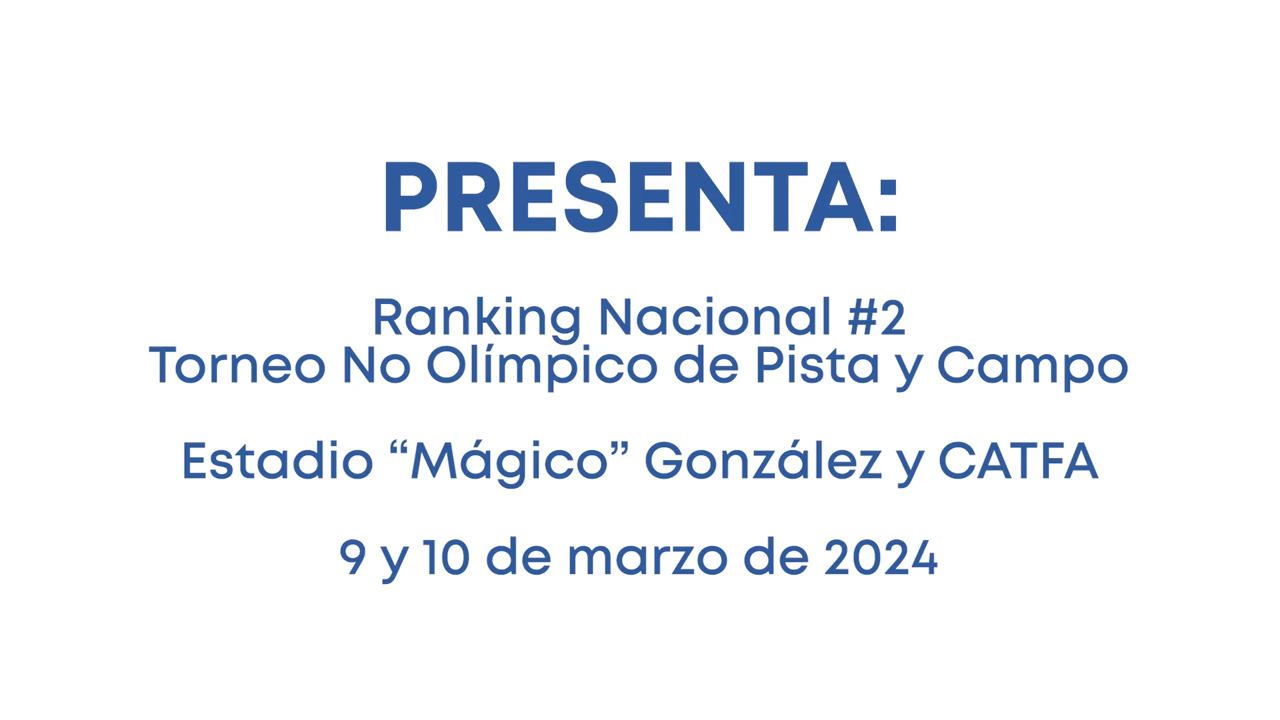 PRESENTA:
Ranking Nacional #2
Torneo No Olímpico de Pista y Campo
Estadio “Mágico” González y CATFA
9 y 10 de marzo de 2024